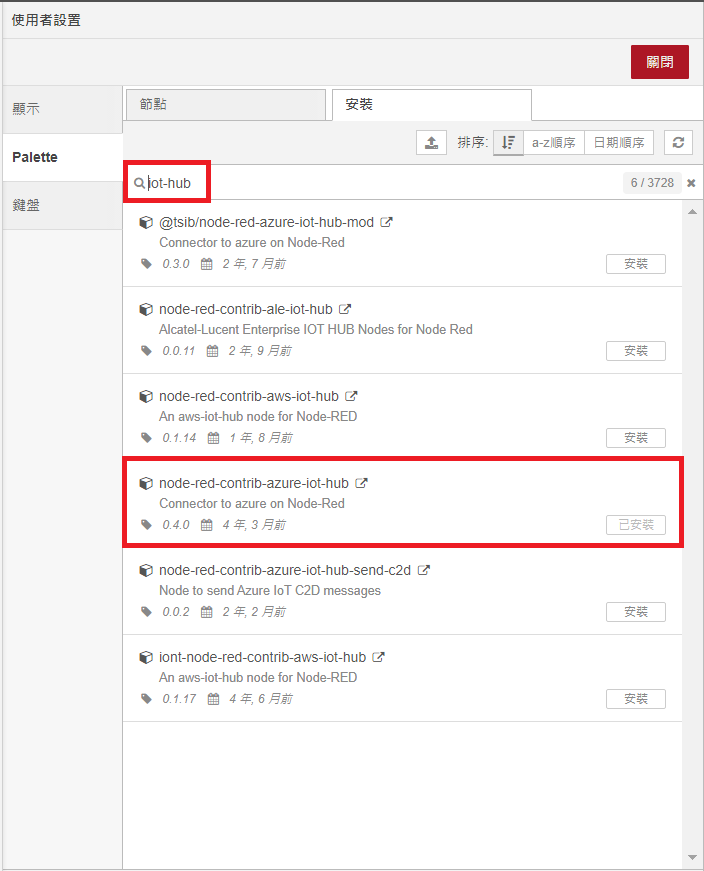 使用者設置
關閉
顯示
Palette
鍵盤
節點 安裝
排序: a-z順序 日期順序
iot-hub 6 / 3728
@tsib/node-red-azure-iot-hub-mod
Connector to azure on Node-Red
0.3.0 2 年, 7 月前 安裝
node-red-contrib-ale-iot-hub
Alcatel-Lucent Enterprise IOT HUB Nodes for Node Red
0.0.11 2 年, 9 月前 安裝
node-red-contrib-aws-iot-hub
An aws-iot-hub node for Node-RED
0.1.14 1 年, 8 月前 安裝
node-red-contrib-azure-iot-hub
Connector to azure on Node-Red
0.4.0 4 年, 3 月前 已安裝
node-red-contrib-azure-iot-hub-send-c2d
Node to send Azure IoT C2D messages
0.0.2 2 年, 2 月前 安裝
iont-node-red-contrib-aws-iot-hub
An aws-iot-hub node for Node-RED
0.1.17 4 年, 6 月前 安裝